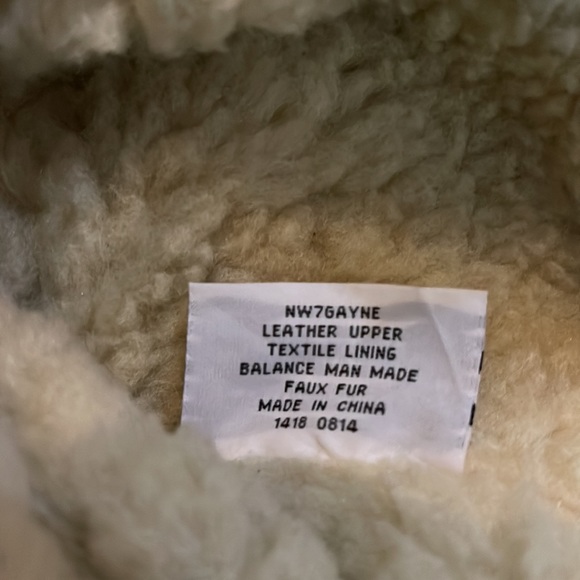 NW7GAYNE
LEATHER UPPER
TEXTILE LINING
BALANCE MAN MADE
FAUX FUR
MADE IN CHINA
1418 0814